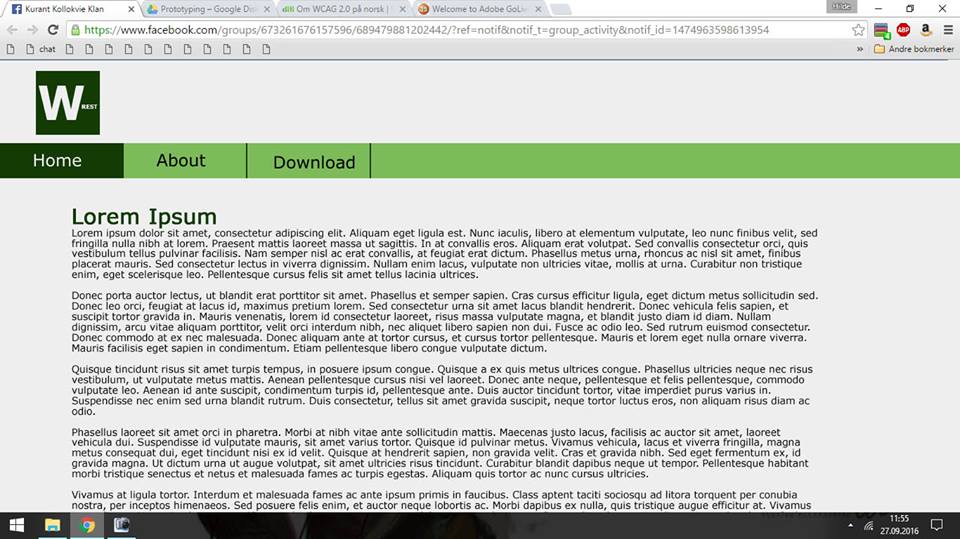 Kurant Kollokvie Klan
Prototyping – Google Dis
Om WCAG 2.0 på norsk |
Welcome to Adobe GoLiv
Hilde
https://www.facebook.com/groups/673261676157596/689479881202442/?ref=notif&notif_t=group_activity&notif_id=1474963598613954
ABP
chat
» Andre bokmerker
W REST
Home About Download
Lorem Ipsum
Lorem ipsum dolor sit amet, consectetur adipiscing elit. Aliquam eget ligula est. Nunc iaculis, libero at elementum vulputate, leo nunc finibus velit, sed
fringilla nulla nibh at lorem. Praesent mattis laoreet massa ut sagittis. In at convallis eros. Aliquam erat volutpat. Sed convallis consectetur orci, quis
vestibulum tellus pulvinar facilisis. Nam semper nisl ac erat convallis, at feugiat erat dictum. Phasellus metus urna, rhoncus ac nisl sit amet, finibus
placerat mauris. Sed consectetur lectus in viverra dignissim. Nullam enim lacus, vulputate non ultricies vitae, mollis at urna. Curabitur non tristique
enim, eget scelerisque leo. Pellentesque cursus felis sit amet tellus lacinia ultrices.
Donec porta auctor lectus, ut blandit erat porttitor sit amet. Phasellus et semper sapien. Cras cursus efficitur ligula, eget dictum metus sollicitudin sed.
Donec leo orci, feugiat at lacus id, maximus pretium lorem. Sed consectetur urna sit amet lacus blandit hendrerit. Donec vehicula felis sapien, et
suscipit tortor gravida in. Mauris venenatis, lorem id consectetur laoreet, risus massa vulputate magna, et blandit justo diam id diam. Nullam
dignissim, arcu vitae aliquam porttitor, velit orci interdum nibh, nec aliquet libero sapien non dui. Fusce ac odio leo. Sed rutrum euismod consectetur.
Donec commodo at ex nec malesuada. Donec aliquam ante at tortor cursus, et cursus tortor pellentesque. Mauris et lorem eget nulla ornare viverra.
Mauris facilisis eget sapien in condimentum. Etiam pellentesque libero congue vulputate dictum.
Quisque tincidunt risus sit amet turpis tempus, in posuere ipsum congue. Quisque a ex quis metus ultrices congue. Phasellus ultricies neque nec risus
vestibulum, ut vulputate metus mattis. Aenean pellentesque cursus nisi vel laoreet. Donec ante neque, pellentesque et felis pellentesque, commodo
vulputate leo. Aenean id ante suscipit, condimentum turpis id, pellentesque ante. Duis auctor tincidunt tortor, vitae imperdiet purus varius in.
Suspendisse nec enim sed urna blandit rutrum. Duis consectetur, tellus sit amet gravida suscipit, neque tortor luctus eros, non aliquam risus diam ac
odio.
Phasellus laoreet sit amet orci in pharetra. Morbi at nibh vitae ante sollicitudin mattis. Maecenas justo lacus, facilisis ac auctor sit amet, laoreet
vehicula dui. Suspendisse id vulputate mauris, sit amet varius tortor. Quisque id pulvinar metus. Vivamus vehicula, lacus et viverra fringilla, magna
metus consequat dui, eget tincidunt nisi ex id velit. Quisque at hendrerit sapien, non gravida velit. Cras et gravida nibh. Sed eget fermentum ex, id
gravida magna. Ut dictum urna ut augue volutpat, sit amet ultricies risus tincidunt. Curabitur blandit dapibus neque ut tempor. Pellentesque habitant
morbi tristique senectus et netus et malesuada fames ac turpis egestas. Aliquam quis tortor ac nunc cursus ultricies.
Vivamus at ligula tortor. Interdum et malesuada fames ac ante ipsum primis in faucibus. Class aptent taciti sociosqu ad litora torquent per conubia
nostra, per inceptos himenaeos. Sed posuere felis enim, et auctor neque lobortis ac. Morbi dapibus ex nulla, quis tristique augue efficitur at. Vivamus
11:55
27.09.2016